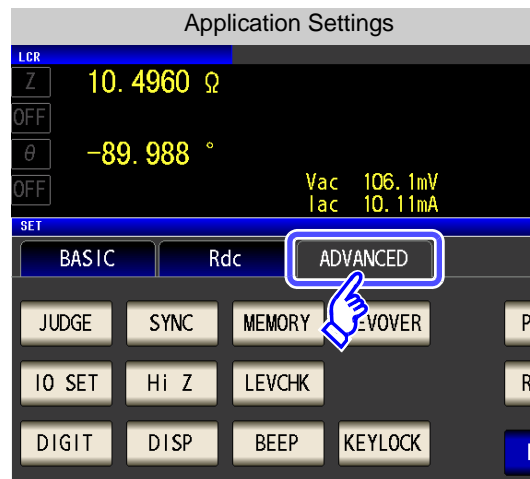 Application Settings
LCR
Z 10.4960 Ω
OFF
θ -89.988 °
OFF
Vac 106.1mV
Iac 10.11mA
SET
BASIC Rdc ADVANCED
JUDGE SYNC MEMORY EVOVER
IO SET Hi Z LEVCHK
DIGIT DISP BEEP KEYLOCK